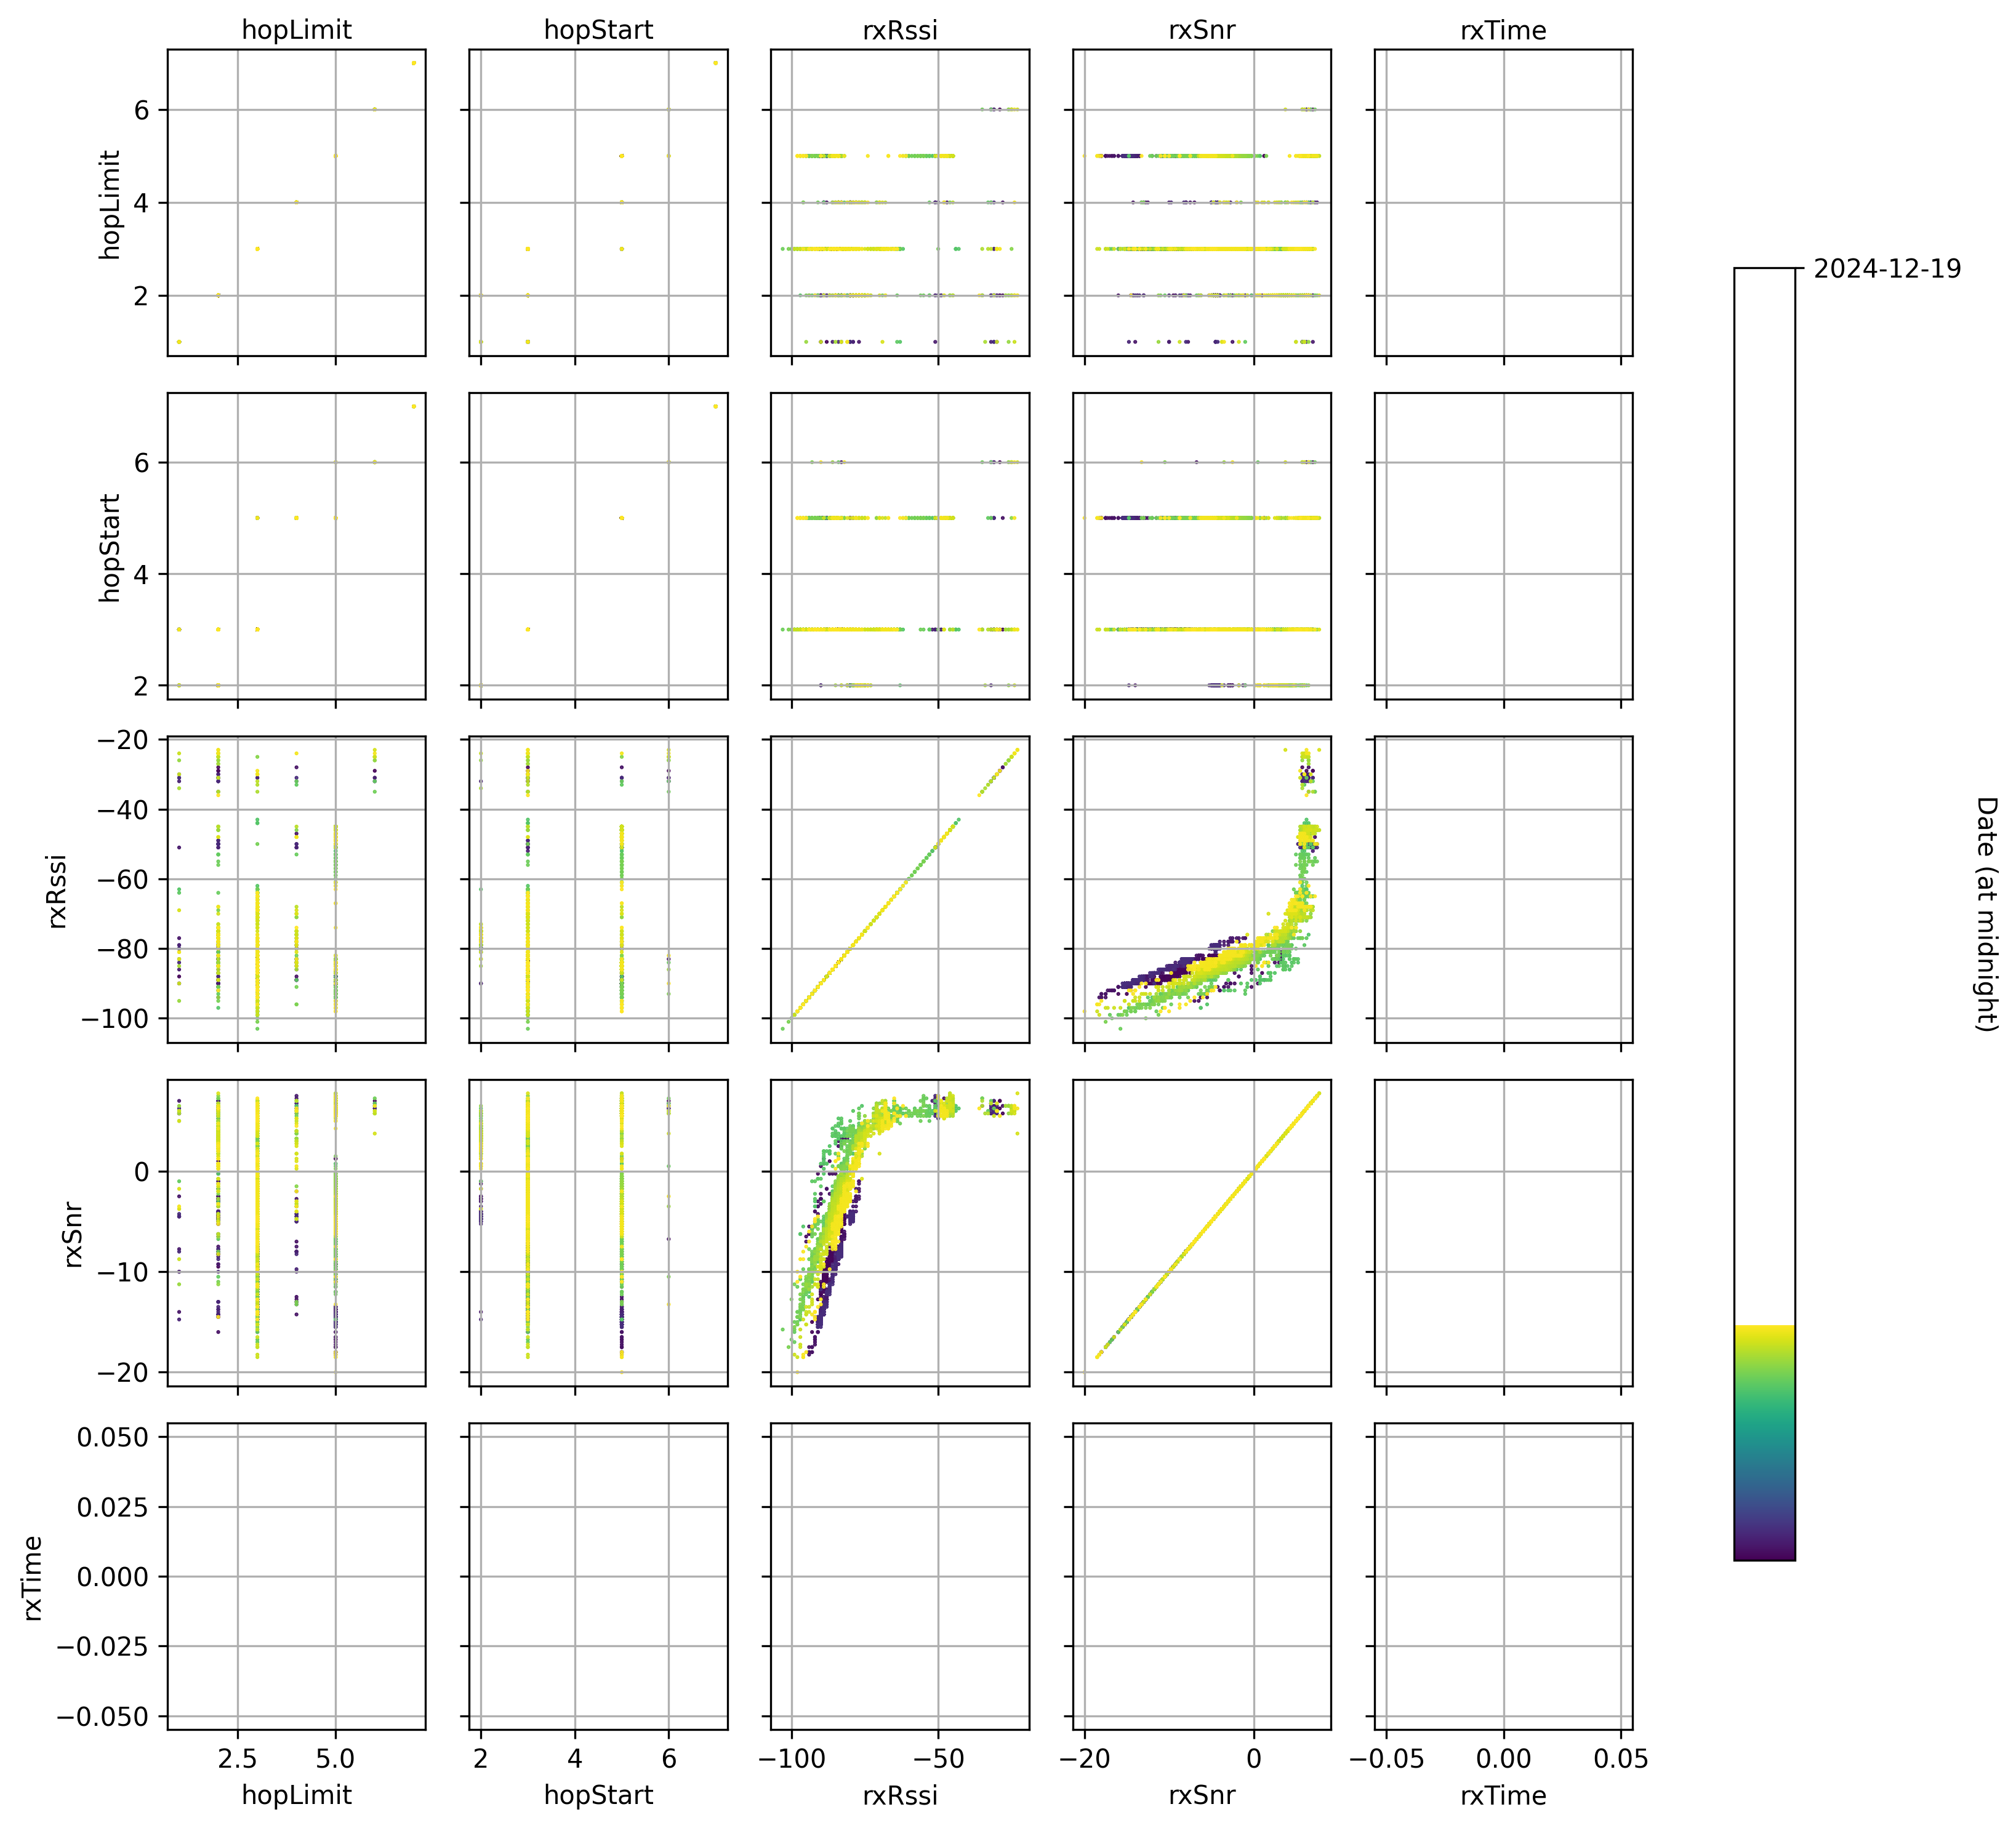 hopLimit hopStart rxRssi rxSnr rxTime
hopLimit
6
4
2
2024-12-19
hopStart
6
4
2
rxRssi
−20
−40
−60
−80
−100
Date (at midnight)
rxSnr
0
−10
−20
rxTime
0.050
0.025
0.000
−0.025
−0.050
2.5 5.0 2 4 6 −100 −50 −20 0 −0.05 0.00 0.05
hopLimit hopStart rxRssi rxSnr rxTime